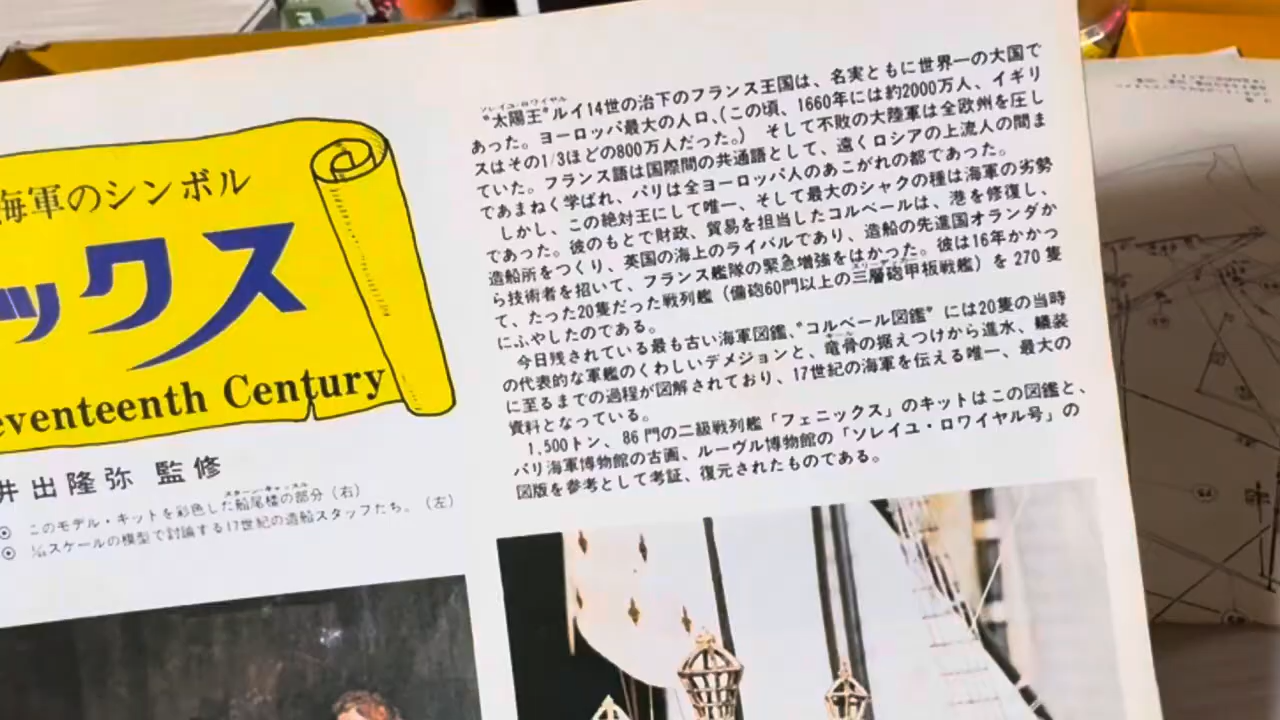 海軍のシンボル
ックス
eventeenth Century
井出隆弥 監修
スターン・キャッスル
◉ このモデル・キットを彩色した船尾楼の部分（右）
◉ スケールの模型で討論する17世紀の造船スタッフたち。（左）
ソレイユ・ロワイヤル
"太陽王"ルイ14世の治下のフランス王国は、名実ともに世界一の大国で
あった。ヨーロッパ最大の人口、(この頃、1660年には約2000万人、イギリ
スはその1/3ほどの800万人だった。) そして不敗の大陸軍は全欧州を圧し
ていた。フランス語は国際間の共通語として、遠くロシアの上流人の間ま
であまねく学ばれ、パリは全ヨーロッパ人のあこがれの都であった。
しかし、この絶対王にして唯一、そして最大のシャクの種は海軍の劣勢
であった。彼のもとで財政、貿易を担当したコルベールは、港を修復し、
造船所をつくり、英国の海上のライバルであり、造船の先進国オランダか
ら技術者を招いて、フランス艦隊の緊急増強をはかった。彼は16年かかっ
スリーデッカー
て、たった20隻だった戦列艦（備砲60門以上の三層砲甲板戦艦）を 270 隻
にふやしたのである。
今日残されている最も古い海軍図鑑、"コルベール図鑑" には20隻の当時
キール
の代表的な軍艦のくわしいデメジョンと、竜骨の据えつけから進水、艤装
に至るまでの過程が図解されており、17世紀の海軍を伝える唯一、最大の
資料となっている。
1,500トン、86門の二級戦列艦「フェニックス」のキットはこの図鑑と、
パリ海軍博物館の古画、ルーヴル博物館の「ソレイユ・ロワイヤル号」の
図版を参考として考証、復元されたものである。